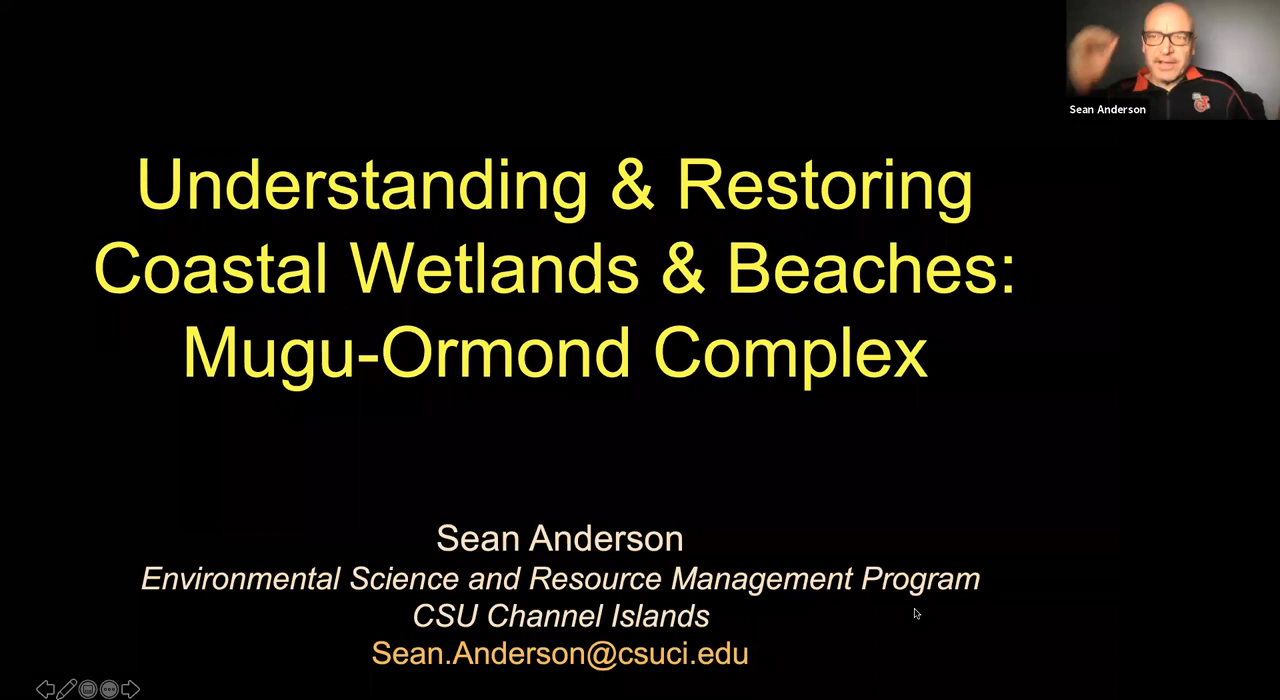 Sean Anderson
Understanding & Restoring
Coastal Wetlands & Beaches:
Mugu-Ormond Complex
Sean Anderson
Environmental Science and Resource Management Program
CSU Channel Islands
Sean.Anderson@csuci.edu